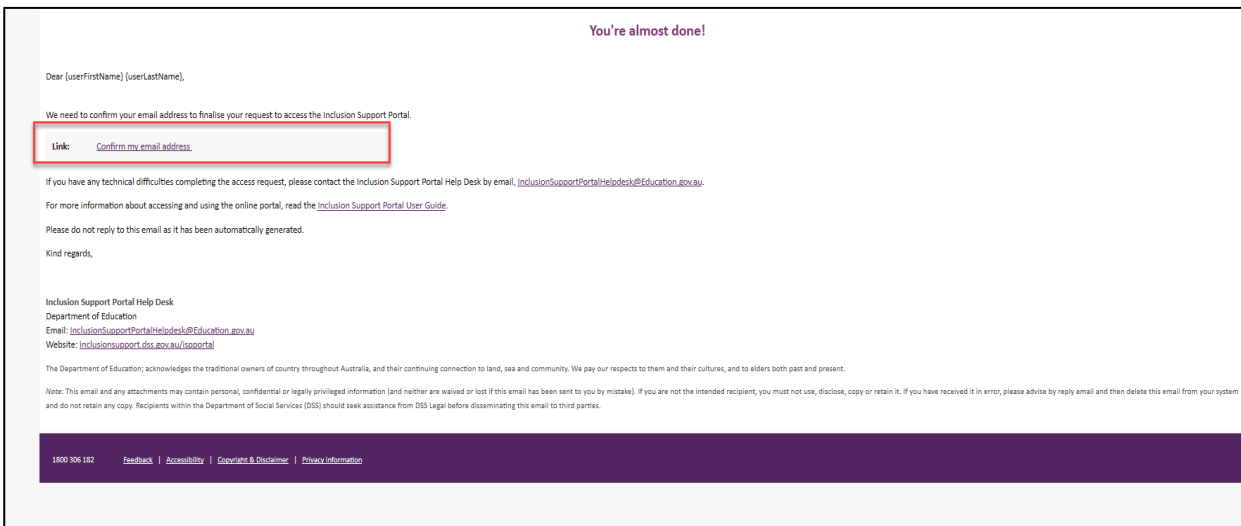 You're almost done!
Dear {userFirstName} {userLastName},
We need to confirm your email address to finalise your request to access the Inclusion Support Portal.
Link: Confirm my email address
If you have any technical difficulties completing the access request, please contact the Inclusion Support Portal Help Desk by email, InclusionSupportPortalHelpdesk@Education.gov.au.
For more information about accessing and using the online portal, read the Inclusion Support Portal User Guide.
Please do not reply to this email as it has been automatically generated.
Kind regards,
Inclusion Support Portal Help Desk
Department of Education
Email: InclusionSupportPortalHelpdesk@Education.gov.au
Website: inclusionsupport.dss.gov.au/ispportal
The Department of Education; acknowledges the traditional owners of country throughout Australia, and their continuing connection to land, sea and community. We pay our respects to them and their cultures, and to elders both past and present.
Note: This email and any attachments may contain personal, confidential or legally privileged information (and neither are waived or lost if this email has been sent to you by mistake). If you are not the intended recipient, you must not use, disclose, copy or retain it. If you have received it in error, please advise by reply email and then delete this email from your system
and do not retain any copy. Recipients within the Department of Social Services (DSS) should seek assistance from DSS Legal before disseminating this email to third parties.
1800 306 182 Feedback | Accessibility | Copyright & Disclaimer | Privacy information